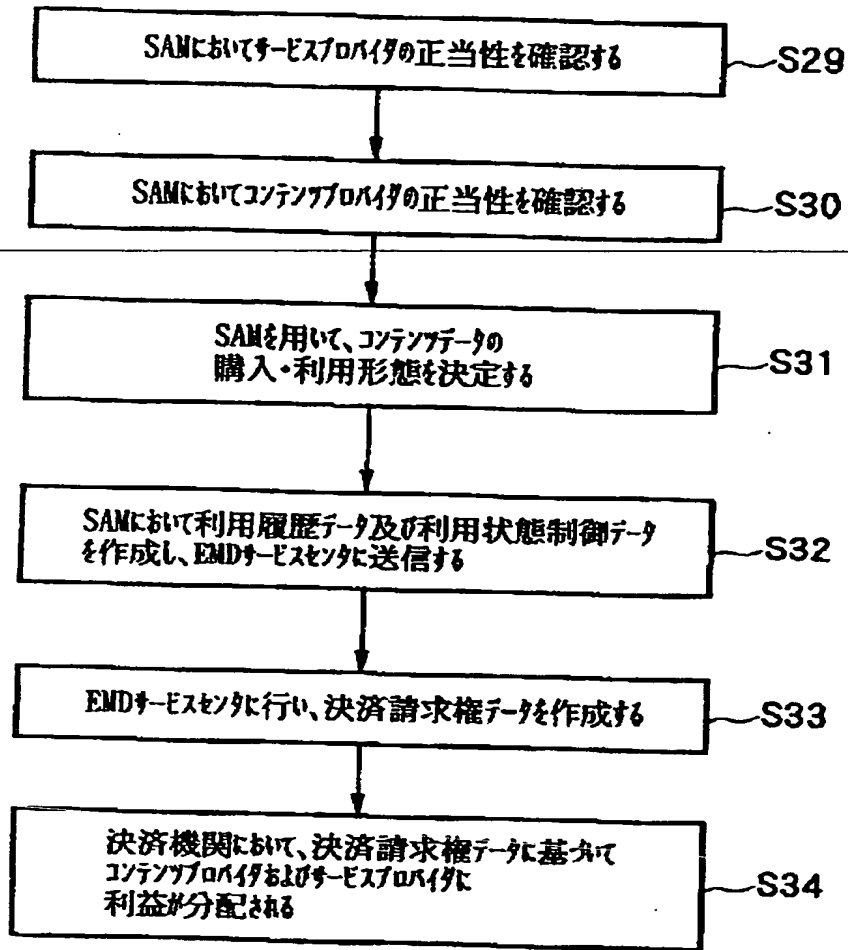 SAMにおいてサービスプロバイダの正当性を確認する
S29
SAMにおいてコンテンツプロバイダの正当性を確認する
S30
SAMを用いて、コンテンツデータの
購入・利用形態を決定する
S31
SAMにおいて利用履歴データ及び利用状態制御データ
を作成し、EMDサービスセンタに送信する
S32
EMDサービスセンタに行い、決済請求権データを作成する
S33
決済機関において、決済請求権データに基づいて
コンテンツプロバイダおよびサービスプロバイダに
利益が分配される
S34